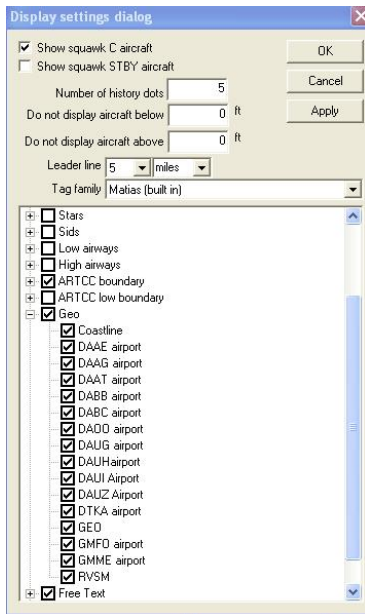 Display settings dialog
Show squawk C aircraft
OK
Show squawk STBY aircraft
Cancel
Number of history dots 5
Do not display aircraft below 0 ft
Apply
Do not display aircraft above 0 ft
Leader line 5 miles
Tag family Matias (built in)
Stars
Sids
Low airways
High airways
ARTCC boundary
ARTCC low boundary
Geo
Coastline
DAAE airport
DAAG airport
DAAT airport
DABB airport
DABC airport
DAOO airport
DAUG airport
DAUHairport
DAUI Airport
DAUZ Airport
DTKA airport
GEO
GMFO airport
GMME airport
RVSM
Free Text